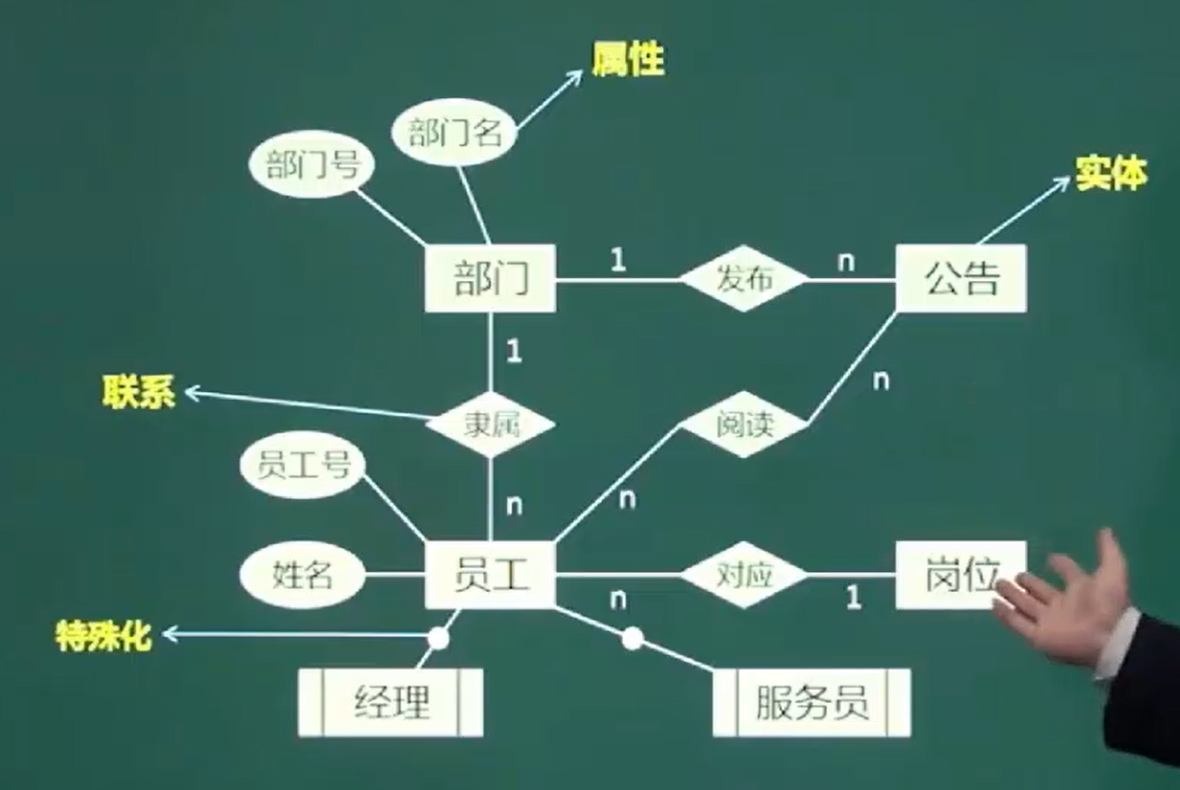 属性
部门名
部门号
实体
部门
1
发布
n
公告
1
n
联系
隶属
阅读
员工号
n
n
姓名
员工
对应
岗位
n
1
特殊化
经理
服务员